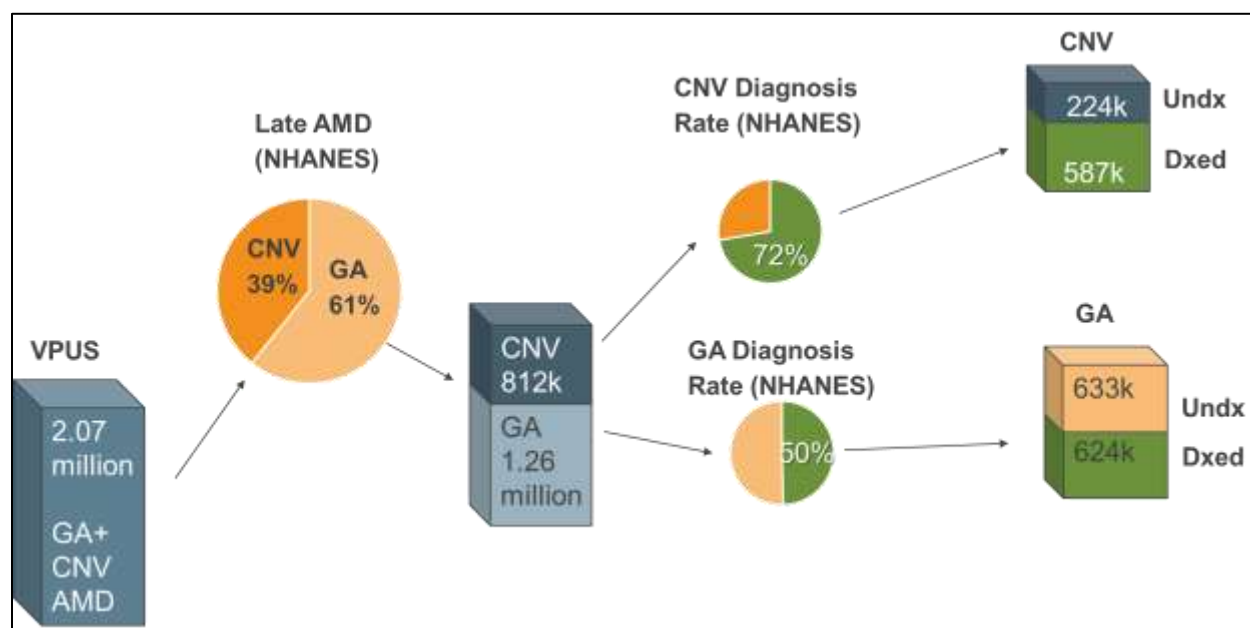 VPUS
2.07
million
GA+
CNV
AMD
Late AMD
(NHANES)
CNV
39%
GA
61%
CNV
812k
GA
1.26
million
CNV Diagnosis
Rate (NHANES)
72%
GA Diagnosis
Rate (NHANES)
50%
CNV
224k
Undx
587k
Dxed
GA
633k
Undx
624k
Dxed